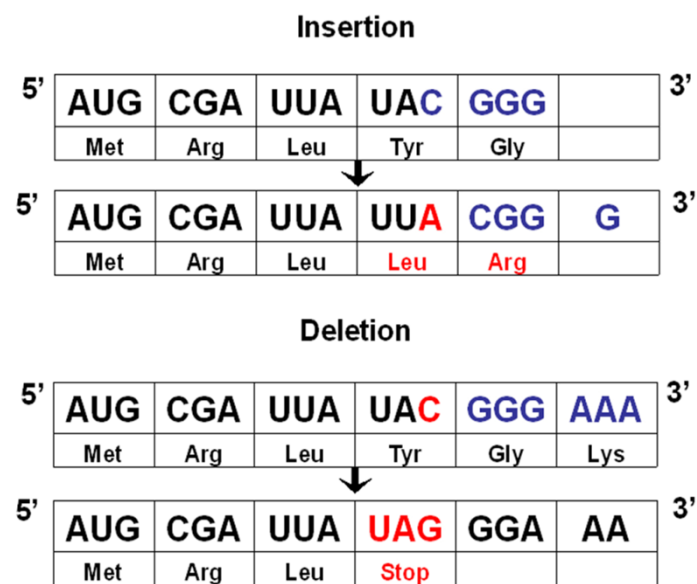 Insertion
5' AUG CGA UUA UAC GGG 3'
Met Arg Leu Tyr Gly
5' AUG CGA UUA UUA CGG G 3'
Met Arg Leu Leu Arg
Deletion
5' AUG CGA UUA UAC GGG AAA 3'
Met Arg Leu Tyr Gly Lys
5' AUG CGA UUA UAG GGA AA 3'
Met Arg Leu Stop